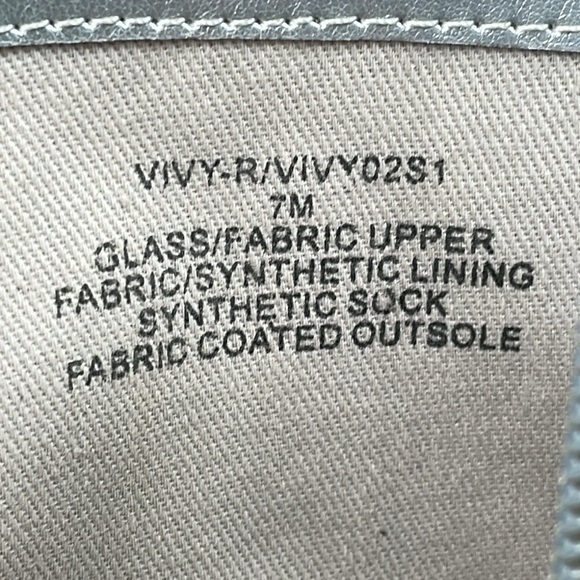 VIVY-R/VIVY02S1
7M
GLASS/FABRIC UPPER
FABRIC/SYNTHETIC LINING
SYNTHETIC SOCK
FABRIC COATED OUTSOLE